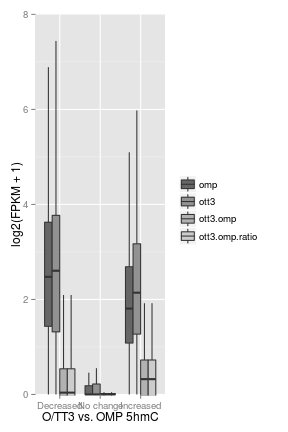 8
6
4
2
0
log2(FPKM + 1)
Decreased No change Increased
O/TT3 vs. OMP 5hmC
omp
ott3
ott3.omp
ott3.omp.ratio